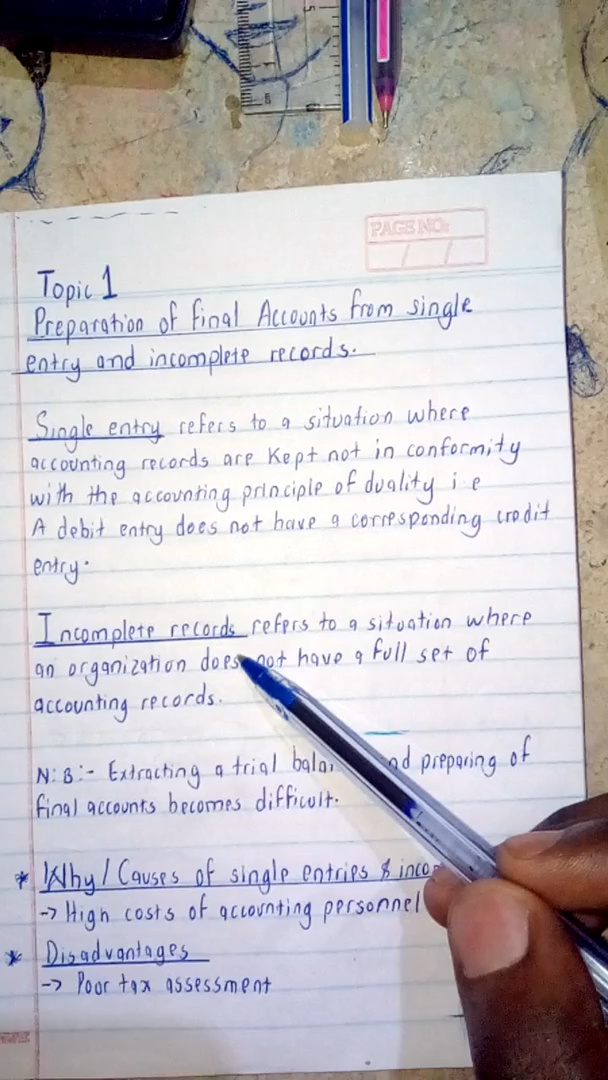 PAGE NO:
Topic 1
Preparation of Final Accounts from single
entry and incomplete records.
Single entry refers to a situation where
accounting records are kept not in conformity
with the accounting principle of duality i.e
A debit entry does not have a corresponding credit
entry.
Incomplete records refers to a situation where
an organization does not have a full set of
accounting records.
N:B:- Extracting a trial preparing of
final accounts becomes difficult.
* Why/Causes of single entries &
-> High costs of accounting personnel
* Disadvantages
-> Poor tax assessment